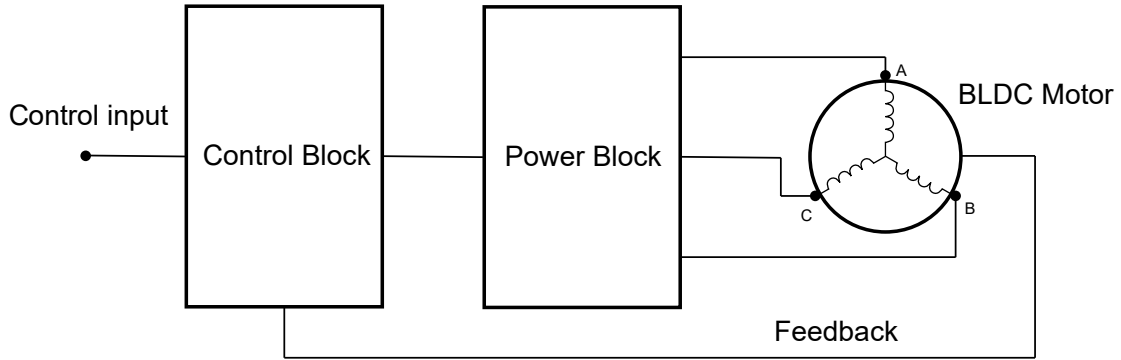 Control input
Control Block
Power Block
A
BLDC Motor
C
B
Feedback